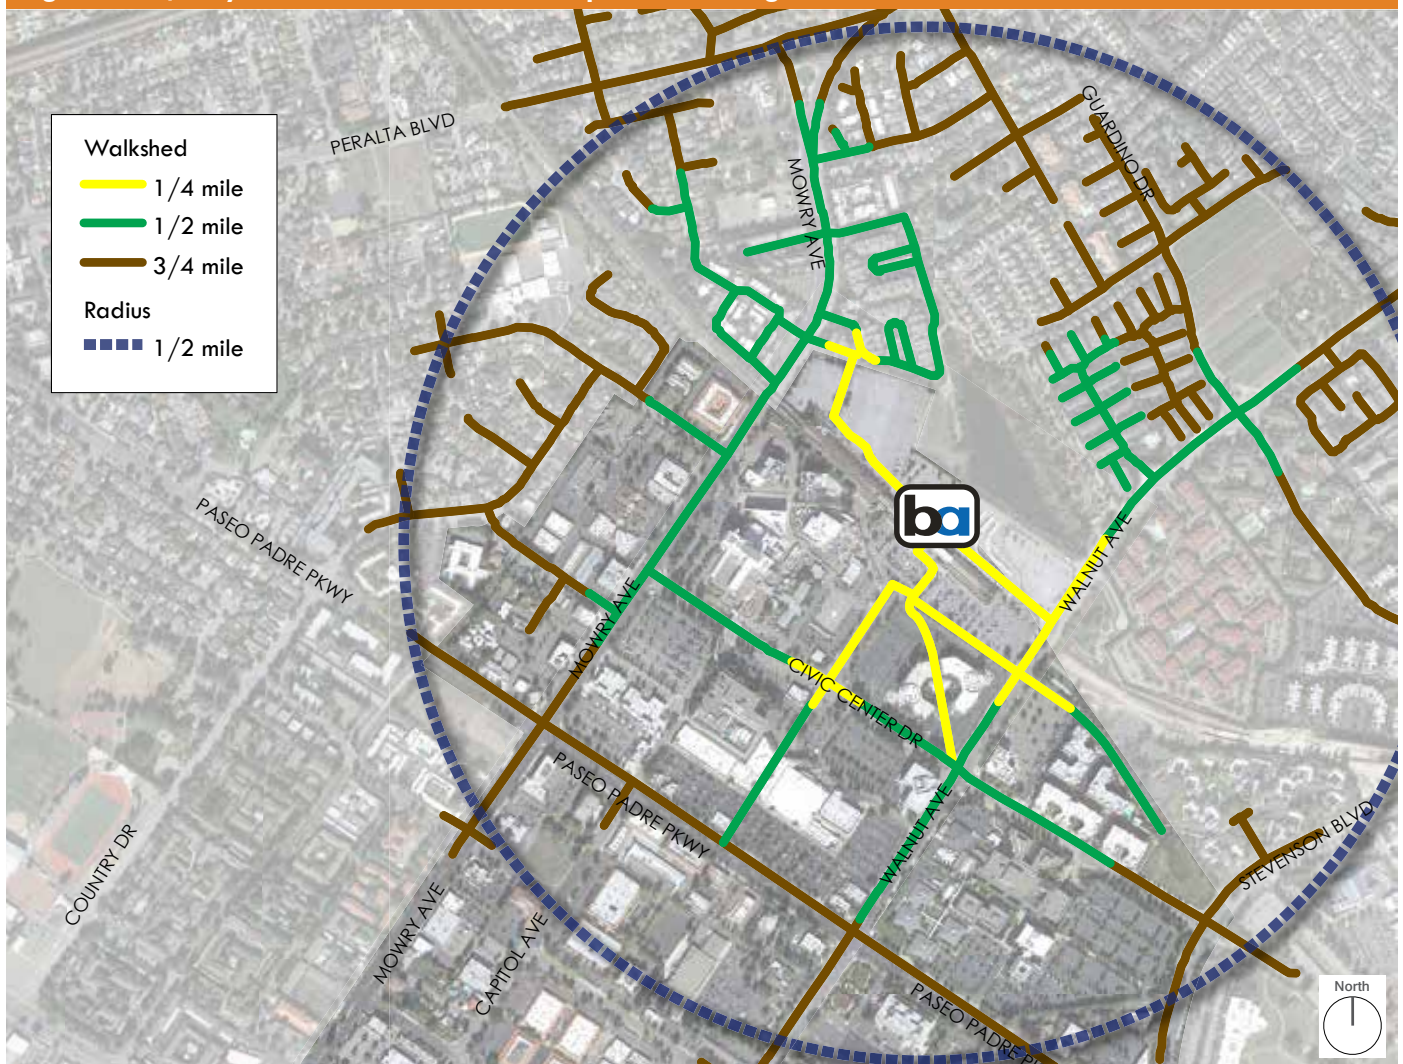 Walkshed
1/4 mile
1/2 mile
3/4 mile
Radius
1/2 mile
PERALTA BLVD
MOWRY AVE
GUARDINO DR
PASEO PADRE PKWY
ba
WALNUT AVE
MOWRY AVE
CIVIC CENTER DR
PASEO PADRE PKWY
WALNUT AVE
STEVENSON BLVD
COUNTRY DR
MOWRY AVE
CAPITOL AVE
PASEO PADRE
North